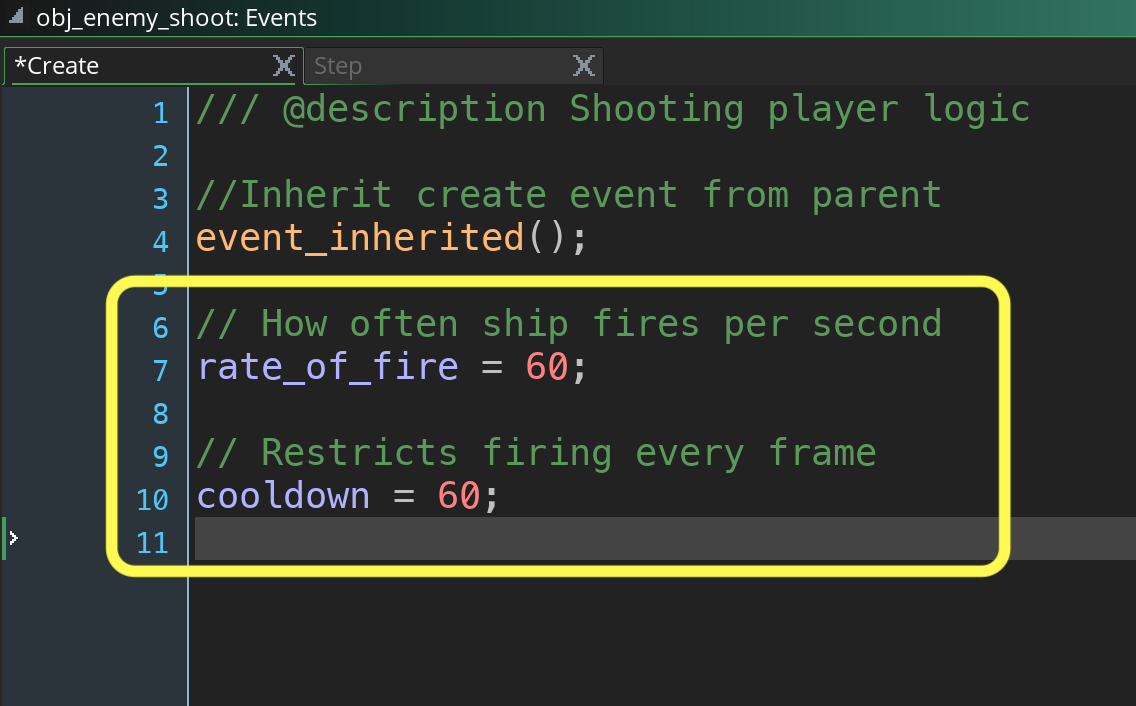 obj_enemy_shoot: Events
*Create
Step
1 /// @description Shooting player logic
2
3 //Inherit create event from parent
4 event_inherited();
5
6 // How often ship fires per second
7 rate_of_fire = 60;
8
9 // Restricts firing every frame
10 cooldown = 60;
11